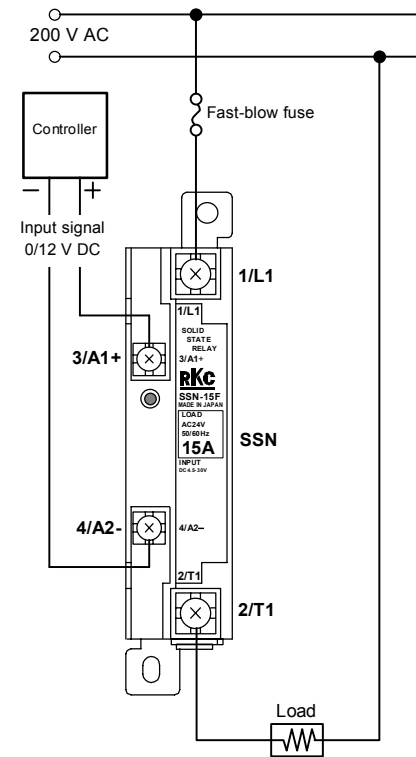 200 V AC
Fast-blow fuse
Controller
− +
Input signal
0/12 V DC
1/L1
1/L1
SOLID
STATE
RELAY
3/A1+
3/A1+
RKC
SSN-15F
MADE IN JAPAN
LOAD
AC24V
50/60Hz
15A
SSN
INPUT
DC4.5-30V
4/A2-
4/A2−
2/T1
2/T1
Load